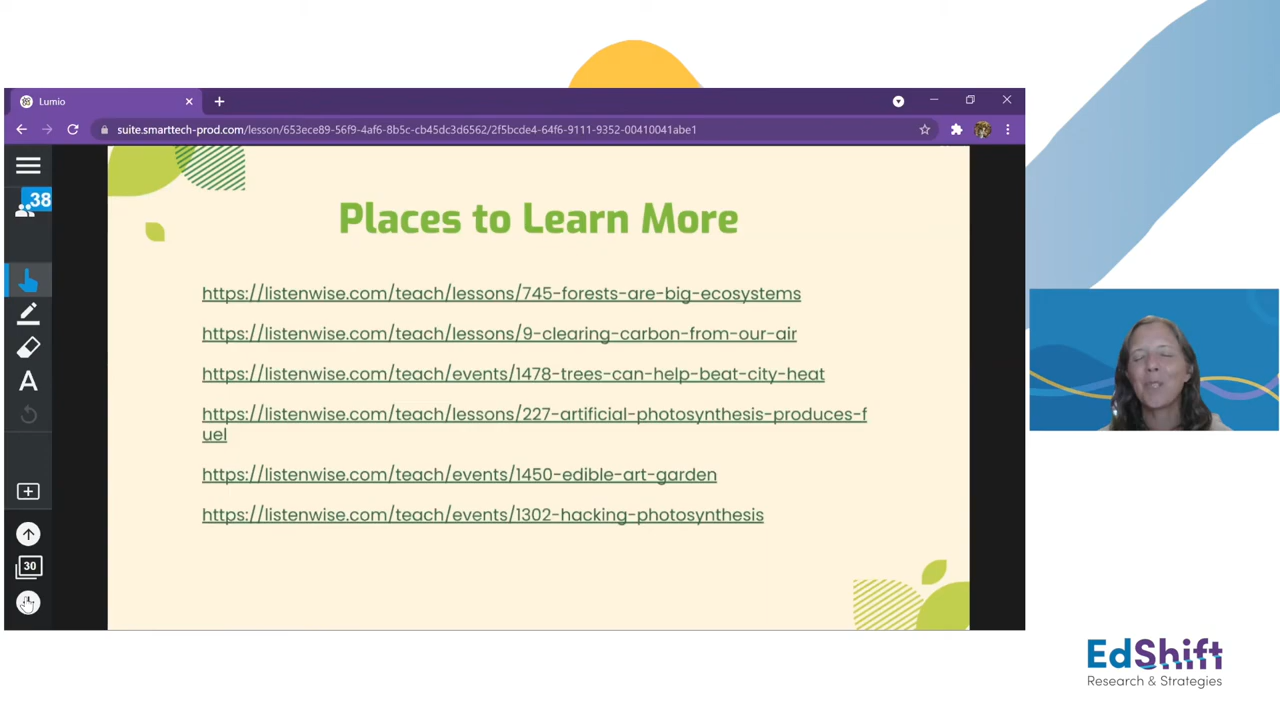 Lumio
suite.smarttech-prod.com/lesson/653ece89-56f9-4af6-8b5c-cb45dc3d6562/2f5bcde4-64f6-9111-9352-00410041abe1
38
Places to Learn More
https://listenwise.com/teach/lessons/745-forests-are-big-ecosystems
https://listenwise.com/teach/lessons/9-clearing-carbon-from-our-air
https://listenwise.com/teach/events/1478-trees-can-help-beat-city-heat
https://listenwise.com/teach/lessons/227-artificial-photosynthesis-produces-f
uel
https://listenwise.com/teach/events/1450-edible-art-garden
https://listenwise.com/teach/events/1302-hacking-photosynthesis
A
30
EdShift
Research & Strategies